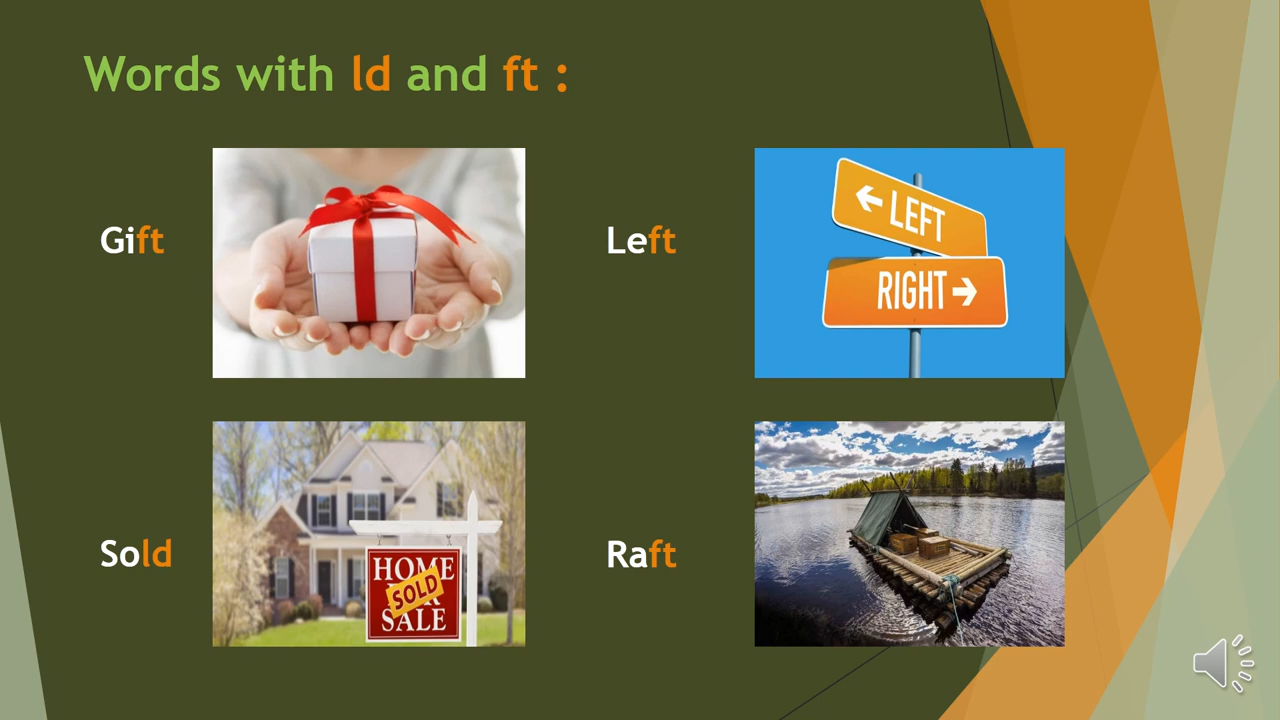 Words with ld and ft :
Gift
Left
LEFT
RIGHT
Sold
HOME
SOLD
SALE
Raft